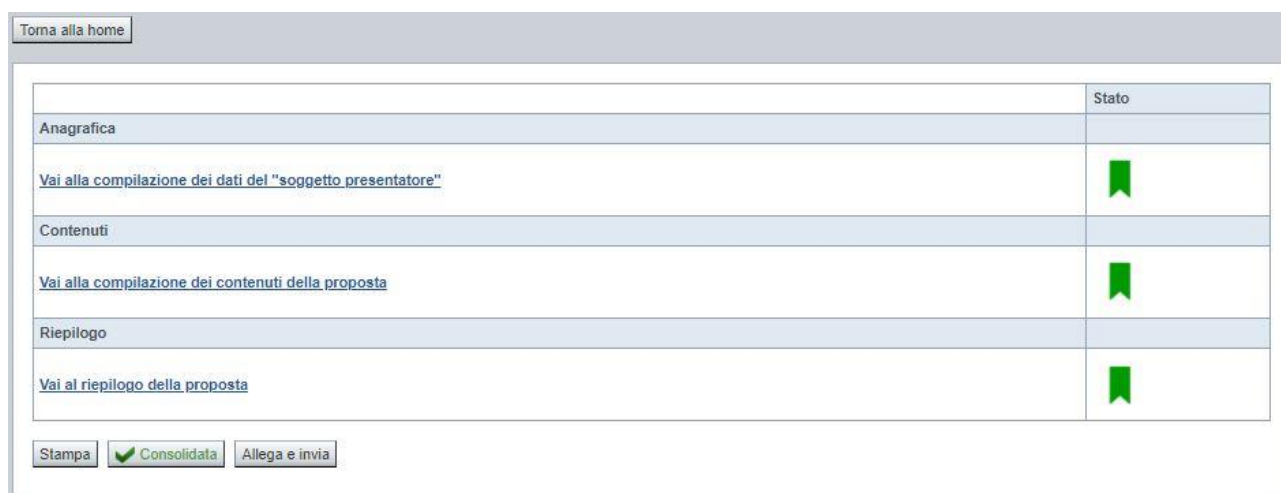 Torna alla home
Stato
Anagrafica
Vai alla compilazione dei dati del "soggetto presentatore"
Contenuti
Vai alla compilazione dei contenuti della proposta
Riepilogo
Vai al riepilogo della proposta
Stampa Consolidata Allega e invia